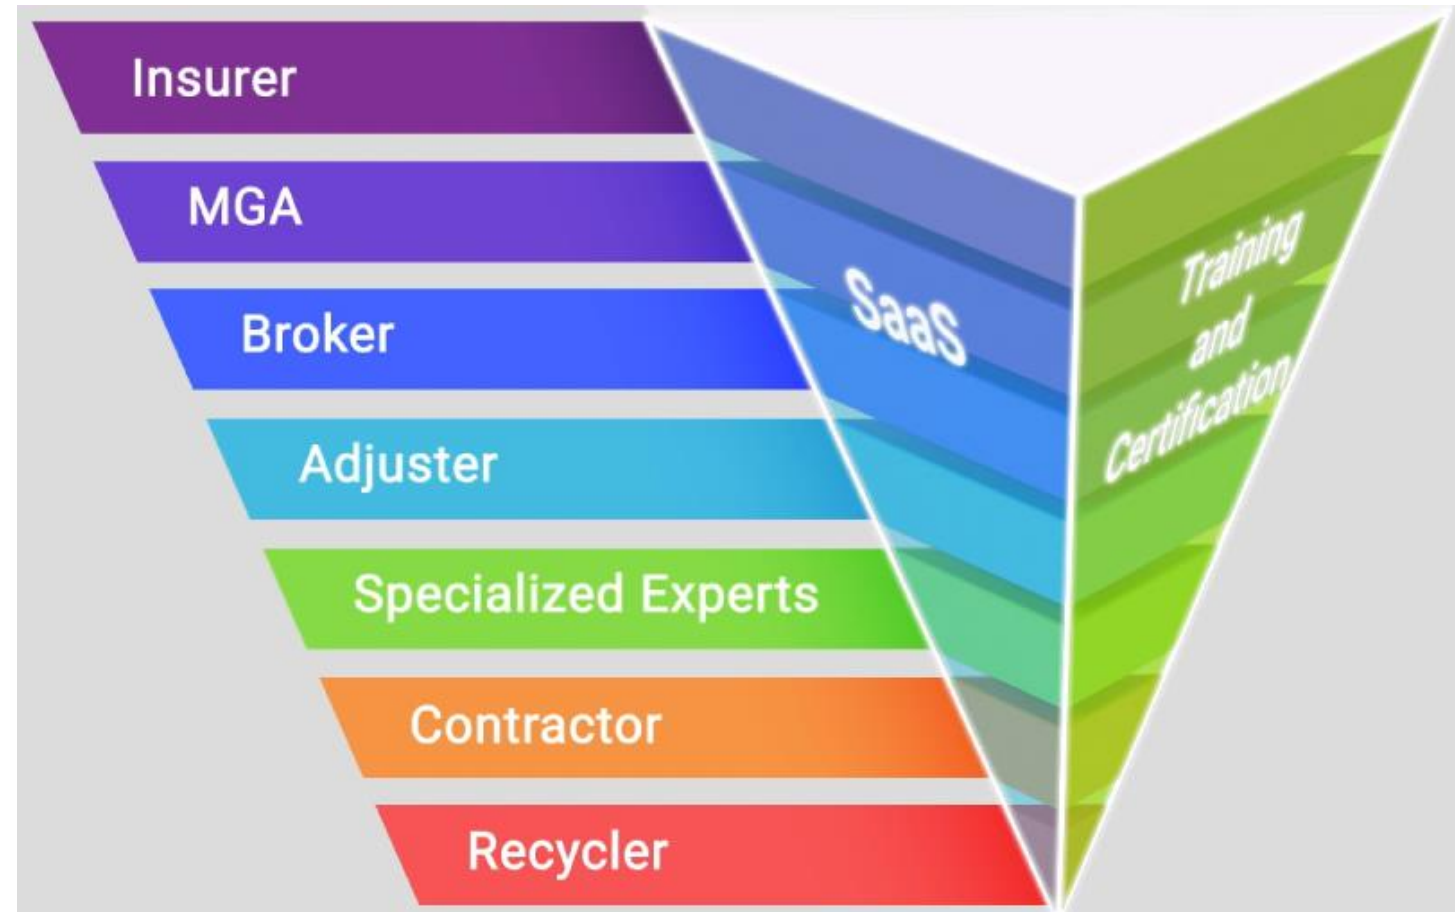 Insurer
MGA
Broker
Adjuster
Specialized Experts
Contractor
Recycler
SaaS
Training
and
Certification